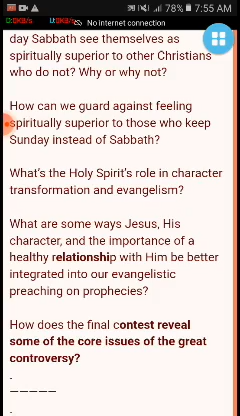 78% 7:55 AM
O:0KB/s U:0KB/s No internet connection
day Sabbath see themselves as
spiritually superior to other Christians
who do not? Why or why not?
How can we guard against feeling
spiritually superior to those who keep
Sunday instead of Sabbath?
What's the Holy Spirit's role in character
transformation and evangelism?
What are some ways Jesus, His
character, and the importance of a
healthy relationship with Him be better
integrated into our evangelistic
preaching on prophecies?
How does the final contest reveal
some of the core issues of the great
controversy?
.
—————
.